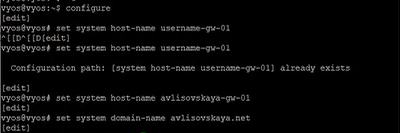 vyos@vyos:~$ configure
[edit]
vyos@vyos# set system host-name username-gw-01
^[[D^[[D[edit]
vyos@vyos# set system host-name username-gw-01
Configuration path: [system host-name username-gw-01] already exists
[edit]
vyos@vyos# set system host-name avlisovskaya-gw-01
[edit]
vyos@vyos# set system domain-name avlisovskaya.net
[edit]